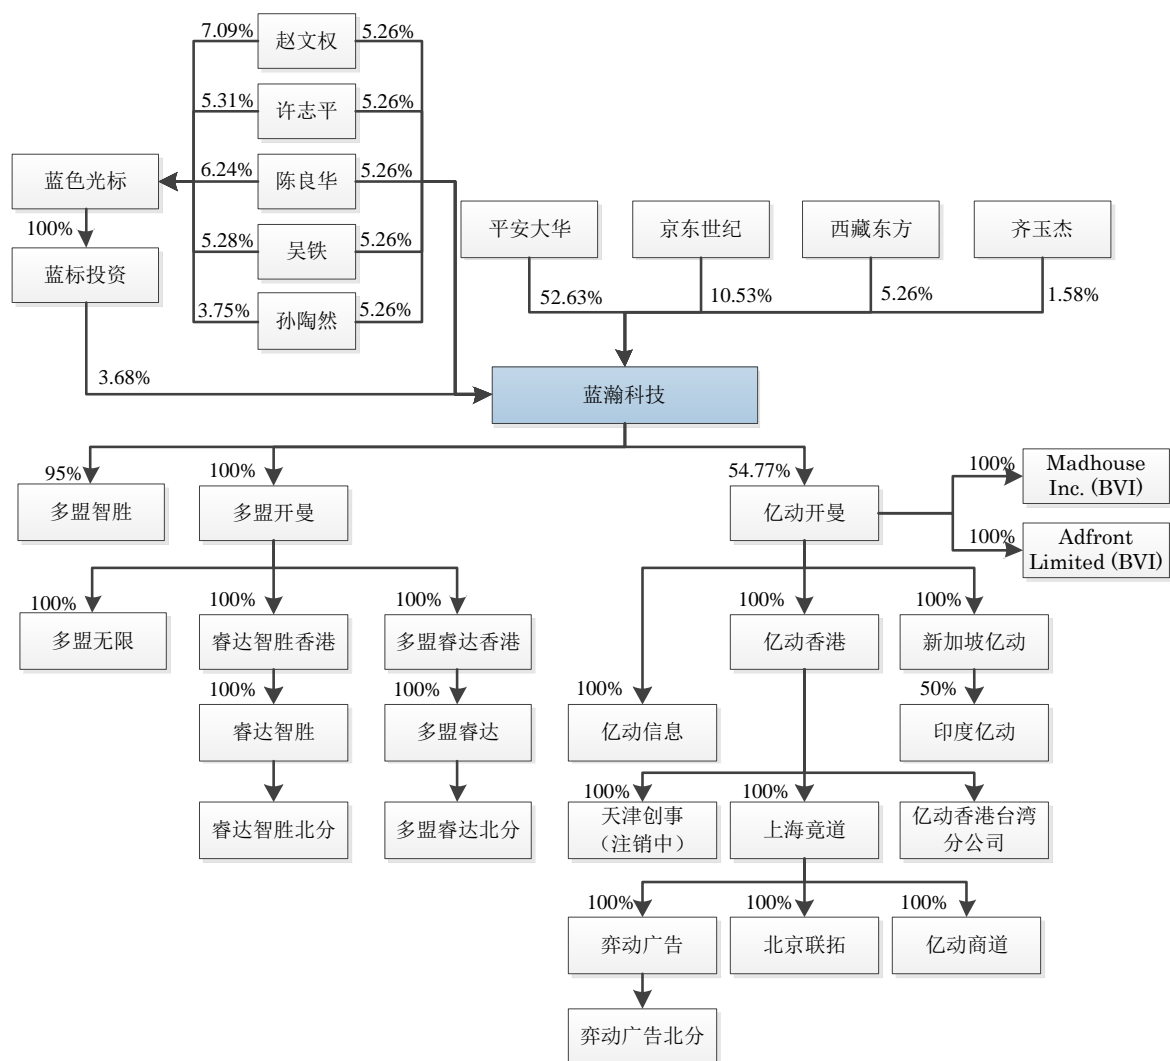 7.09%
赵文权
5.26%
5.31%
许志平
5.26%
蓝色光标
6.24%
陈良华
5.26%
平安大华
京东世纪
西藏东方
齐玉杰
100%
蓝标投资
5.28%
吴铁
5.26%
3.75%
孙陶然
5.26%
52.63%
10.53%
5.26%
1.58%
3.68%
蓝瀚科技
95%
多盟智胜
100%
多盟开曼
54.77%
亿动开曼
100%
Madhouse
Inc. (BVI)
100%
Adfront
Limited (BVI)
100%
多盟无限
100%
睿达智胜香港
100%
多盟睿达香港
100%
亿动香港
100%
新加坡亿动
100%
睿达智胜
100%
多盟睿达
100%
亿动信息
50%
印度亿动
睿达智胜北分
多盟睿达北分
100%
天津创事
（注销中）
100%
上海竟道
亿动香港台湾
分公司
100%
弈动广告
100%
北京联拓
100%
亿动商道
弈动广告北分